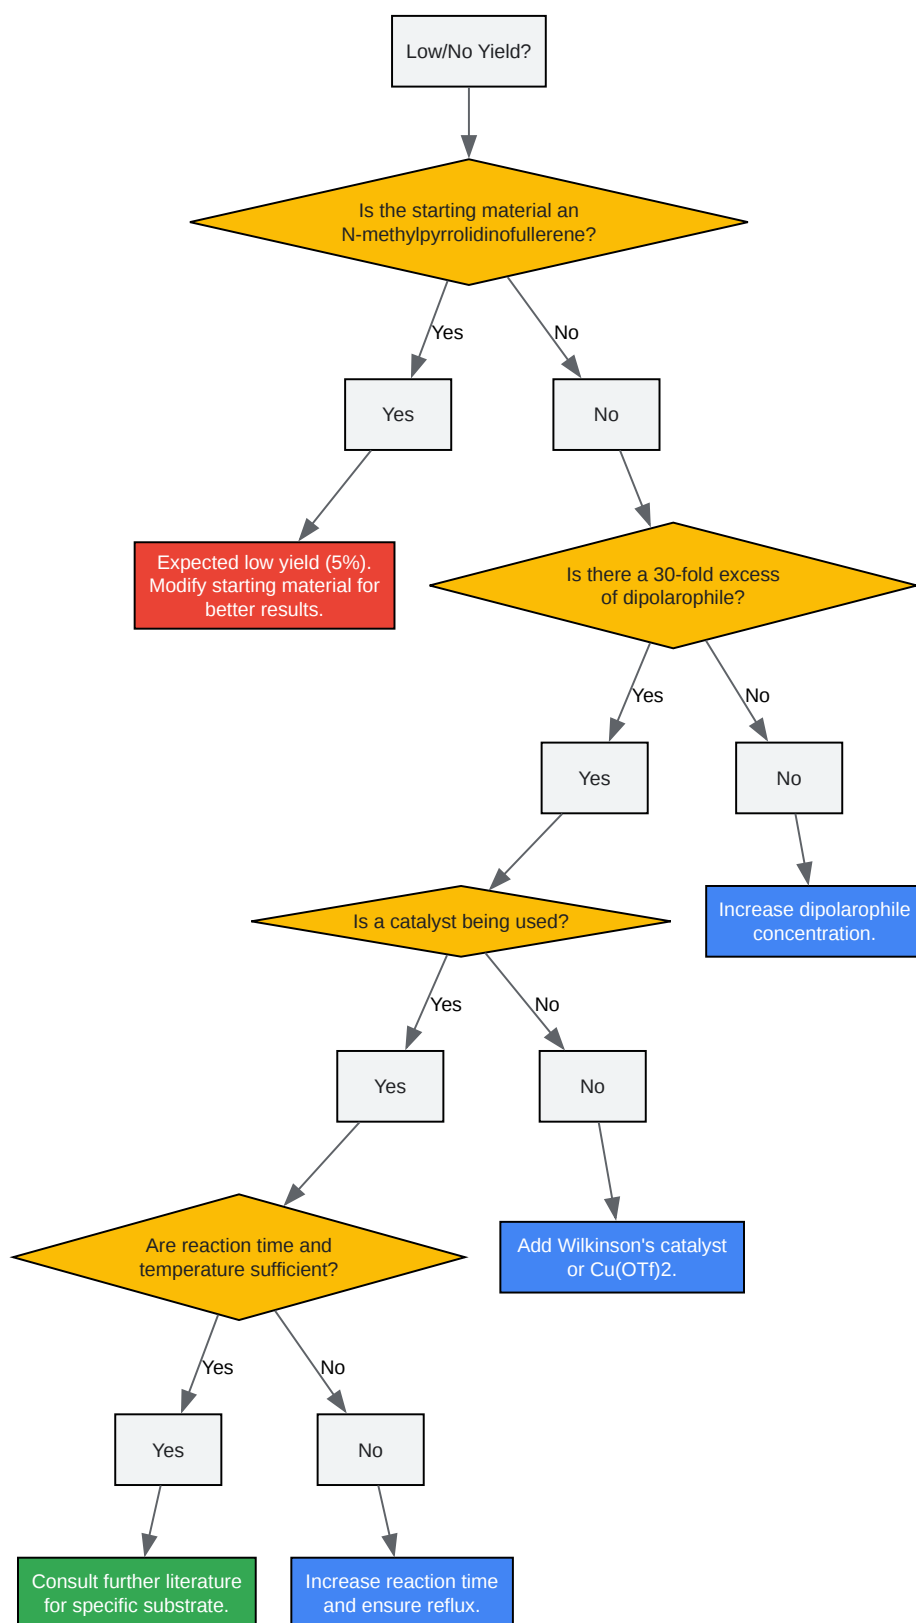 Low/No Yield?
Is the starting material an
N-methylpyrrolidinofullerene?
Yes
No
Yes
No
Expected low yield (5%).
Modify starting material for
better results.
Is there a 30-fold excess
of dipolarophile?
Yes
No
Yes
No
Increase dipolarophile
concentration.
Is a catalyst being used?
Yes
No
Yes
No
Add Wilkinson's catalyst
or Cu(OTf)2.
Are reaction time and
temperature sufficient?
Yes
No
Yes
No
Consult further literature
for specific substrate.
Increase reaction time
and ensure reflux.